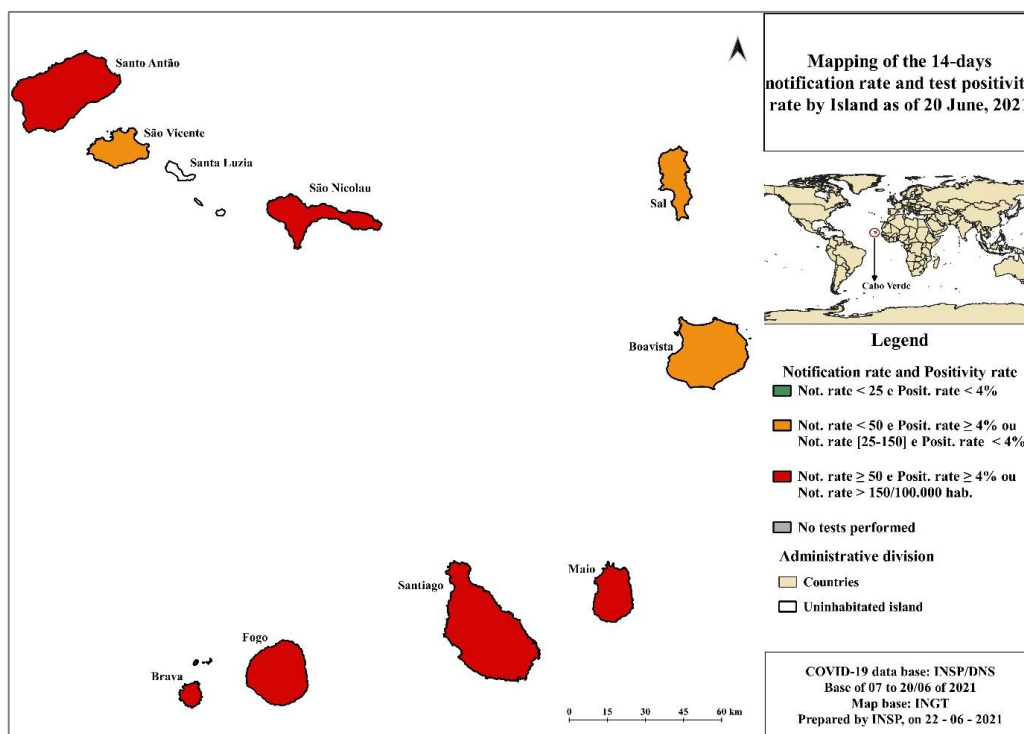 Mapping of the 14-days
notification rate and test positivit
rate by Island as of 20 June, 2021
Santo Antão
São Vicente
Santa Luzia
São Nicolau
Sal
Boavista
Cabo Verde
Legend
Notification rate and Positivity rate
Not. rate < 25 e Posit. rate < 4%
Not. rate < 50 e Posit. rate ≥ 4% ou
Not. rate [25-150] e Posit. rate < 4%
Not. rate ≥ 50 e Posit. rate ≥ 4% ou
Not. rate > 150/100.000 hab.
No tests performed
Administrative division
Countries
Uninhabitated island
Santiago
Maio
Fogo
Brava
0 15 30 45 60 km
COVID-19 data base: INSP/DNS
Base of 07 to 20/06 of 2021
Map base: INGT
Prepared by INSP, on 22 - 06 - 2021